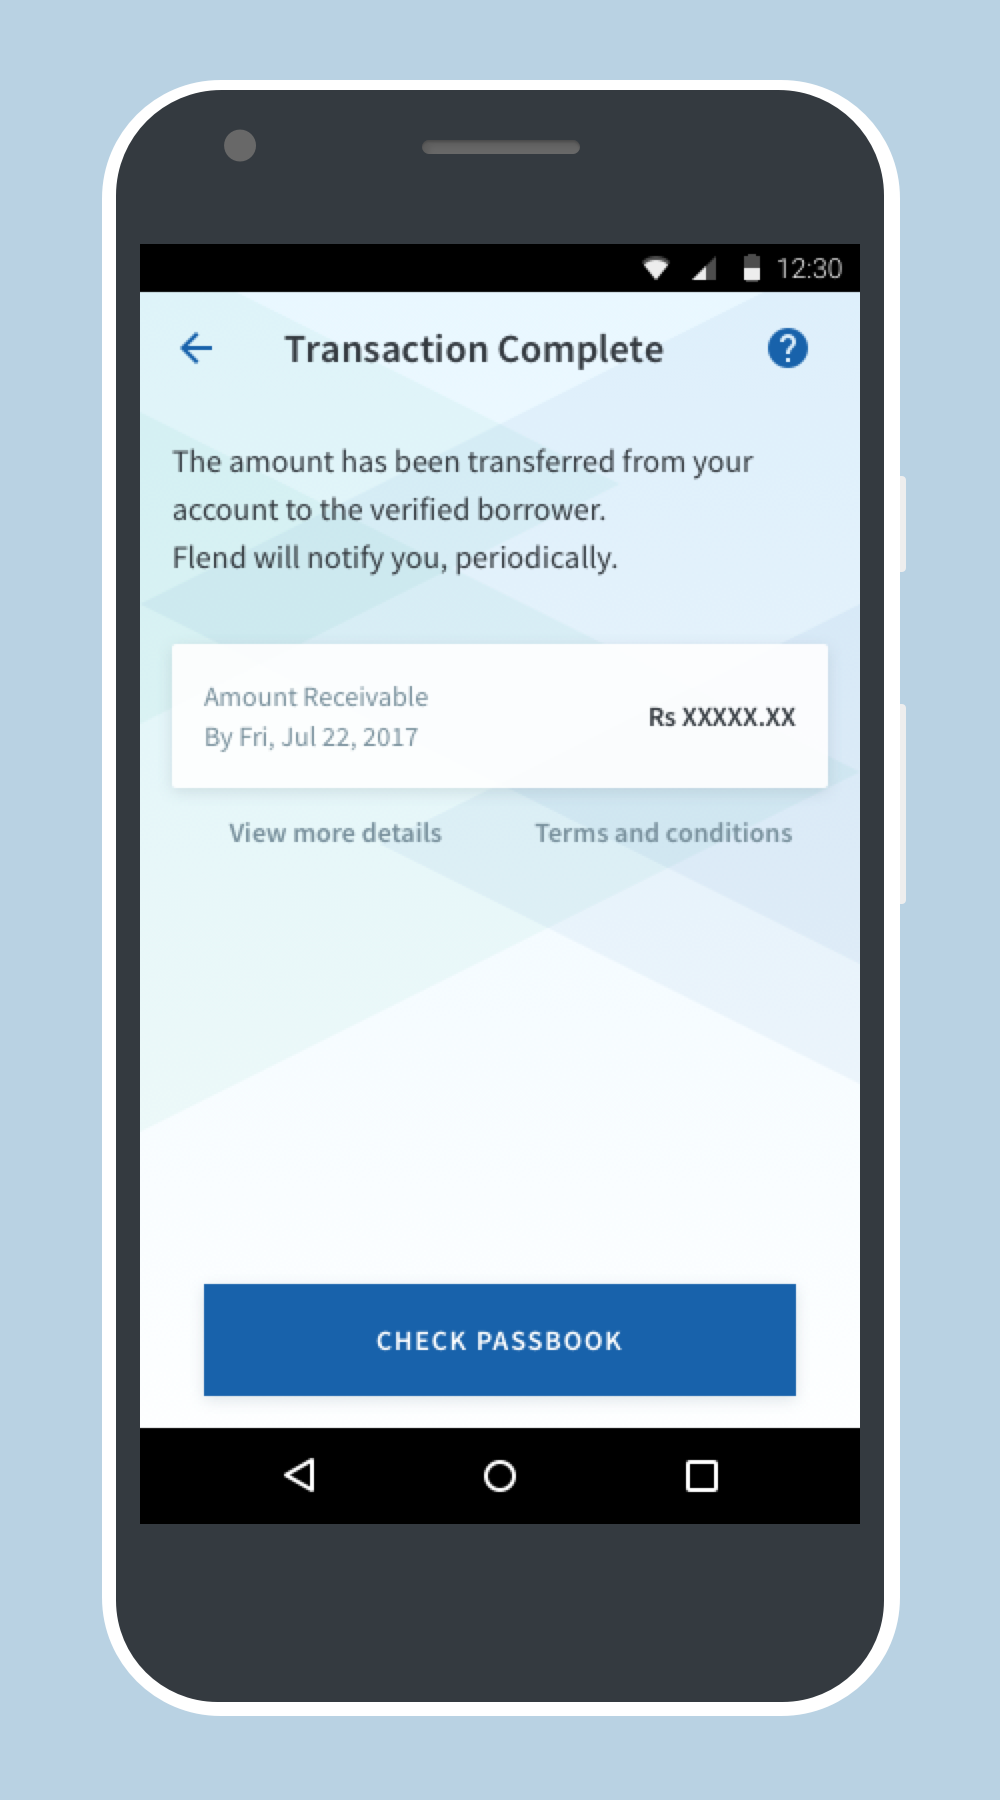 12:30
Transaction Complete
The amount has been transferred from your
account to the verified borrower.
Flend will notify you, periodically.
Amount Receivable
By Fri, Jul 22, 2017
Rs XXXXX.XX
View more details
Terms and conditions
CHECK PASSBOOK